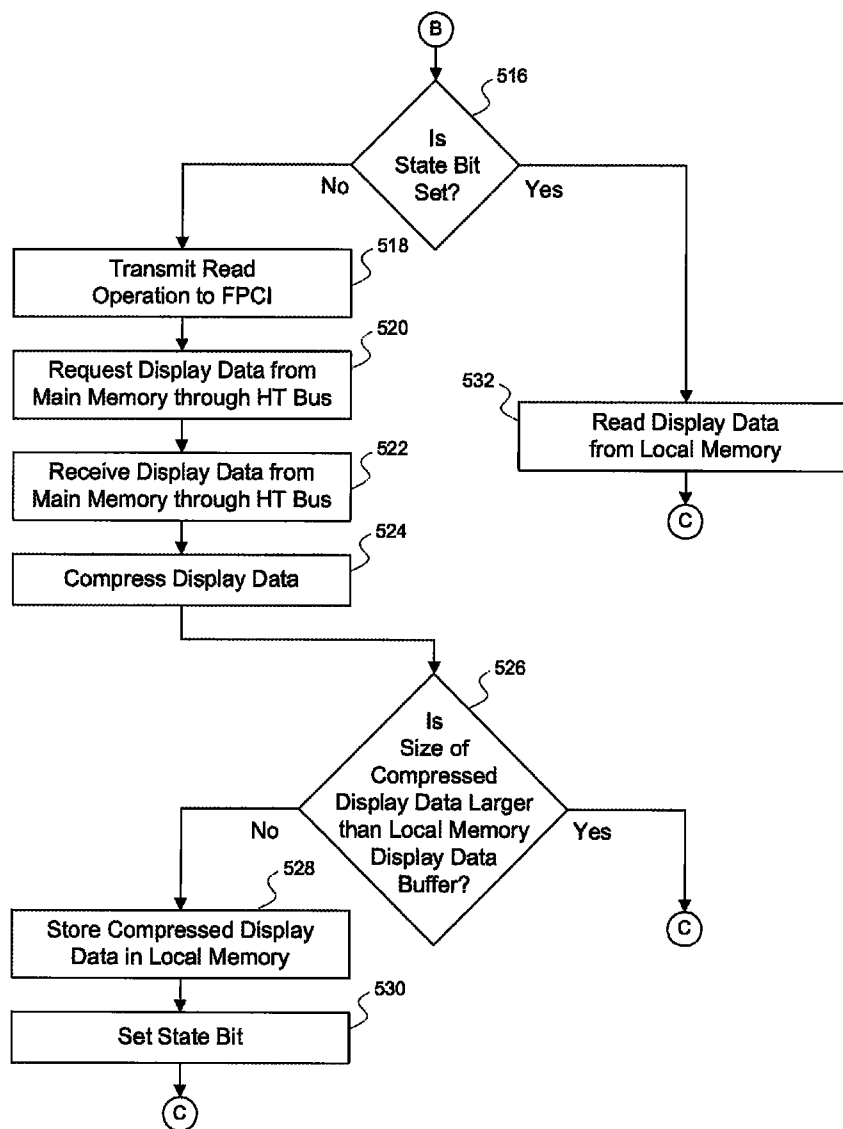 B
516
Is
State Bit
Set?
No
Yes
518
Transmit Read
Operation to FPCI
520
Request Display Data from
Main Memory through HT Bus
532
Read Display Data
from Local Memory
522
Receive Display Data from
Main Memory through HT Bus
C
524
Compress Display Data
526
Is
Size of
Compressed
Display Data Larger
than Local Memory
Display Data
Buffer?
No
Yes
528
Store Compressed Display
Data in Local Memory
C
530
Set State Bit
C